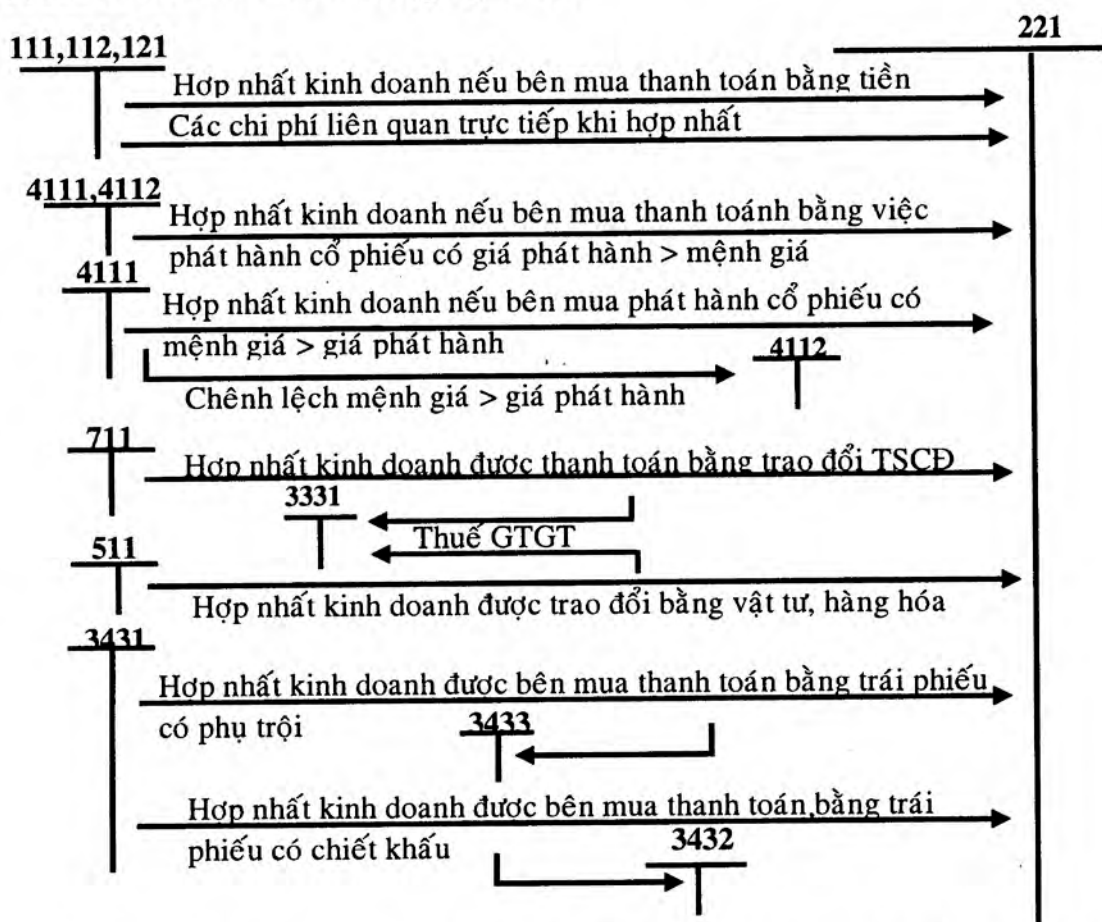 221
111,112,121
Hợp nhất kinh doanh nếu bên mua thanh toán bằng tiền
Các chi phí liên quan trực tiếp khi hợp nhất
4111,4112
Hợp nhất kinh doanh nếu bên mua thanh toánh bằng việc
phát hành cổ phiếu có giá phát hành > mệnh giá
4111
Hợp nhất kinh doanh nếu bên mua phát hành cổ phiếu có
mệnh giá > giá phát hành
4112
Chênh lệch mệnh giá > giá phát hành
711
Hợp nhất kinh doanh được thanh toán bằng trao đổi TSCĐ
3331
Thuế GTGT
511
Hợp nhất kinh doanh được trao đổi bằng vật tư, hàng hóa
3431
Hợp nhất kinh doanh được bên mua thanh toán bằng trái phiếu
có phụ trội
3433
Hợp nhất kinh doanh được bên mua thanh toán bằng trái
phiếu có chiết khấu
3432